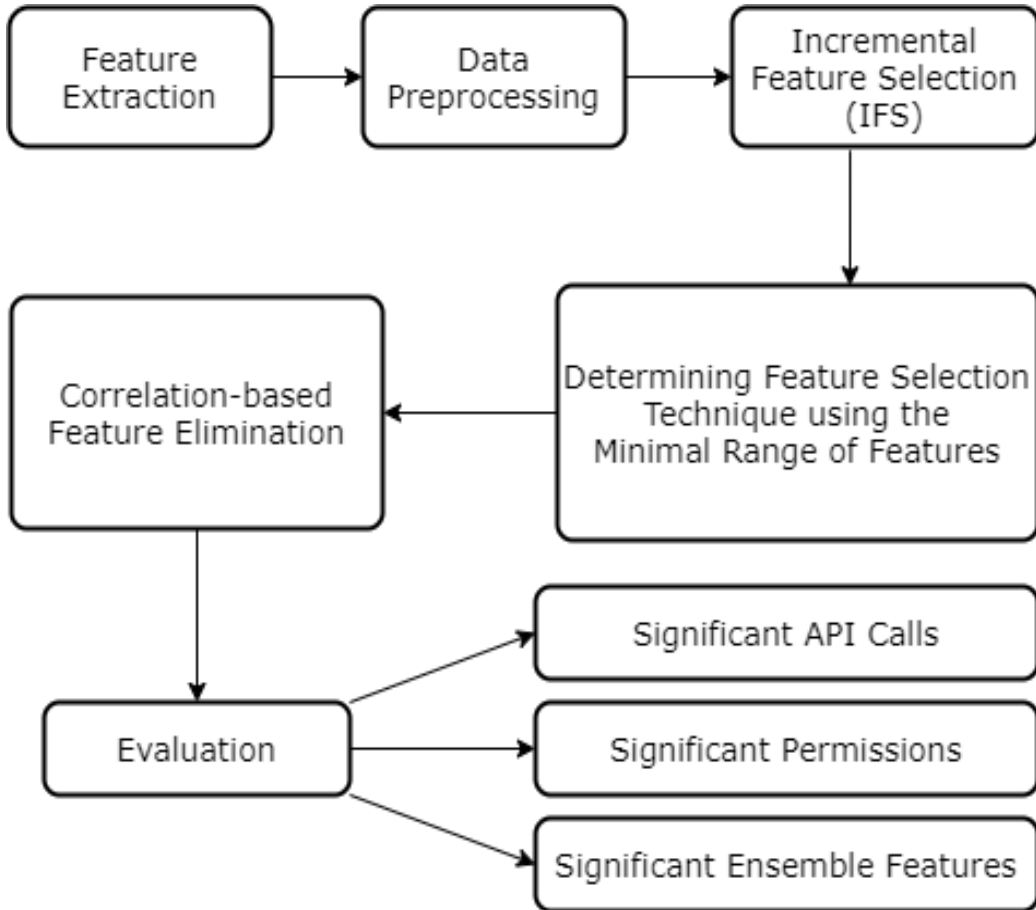 Feature
Extraction
Data
Preprocessing
Incremental
Feature Selection
(IFS)
Determining Feature Selection
Technique using the
Minimal Range of Features
Correlation-based
Feature Elimination
Evaluation
Significant API Calls
Significant Permissions
Significant Ensemble Features